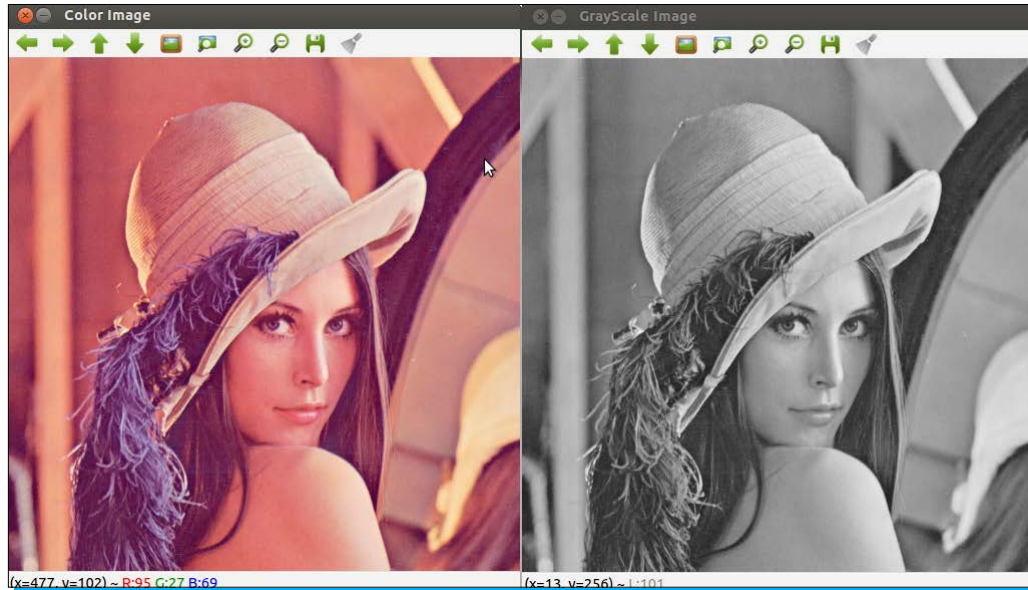 Color Image
GrayScale Image
(x=477, y=102) ~ R:95 G:27 B:69
(x=13, y=256) ~ L:101